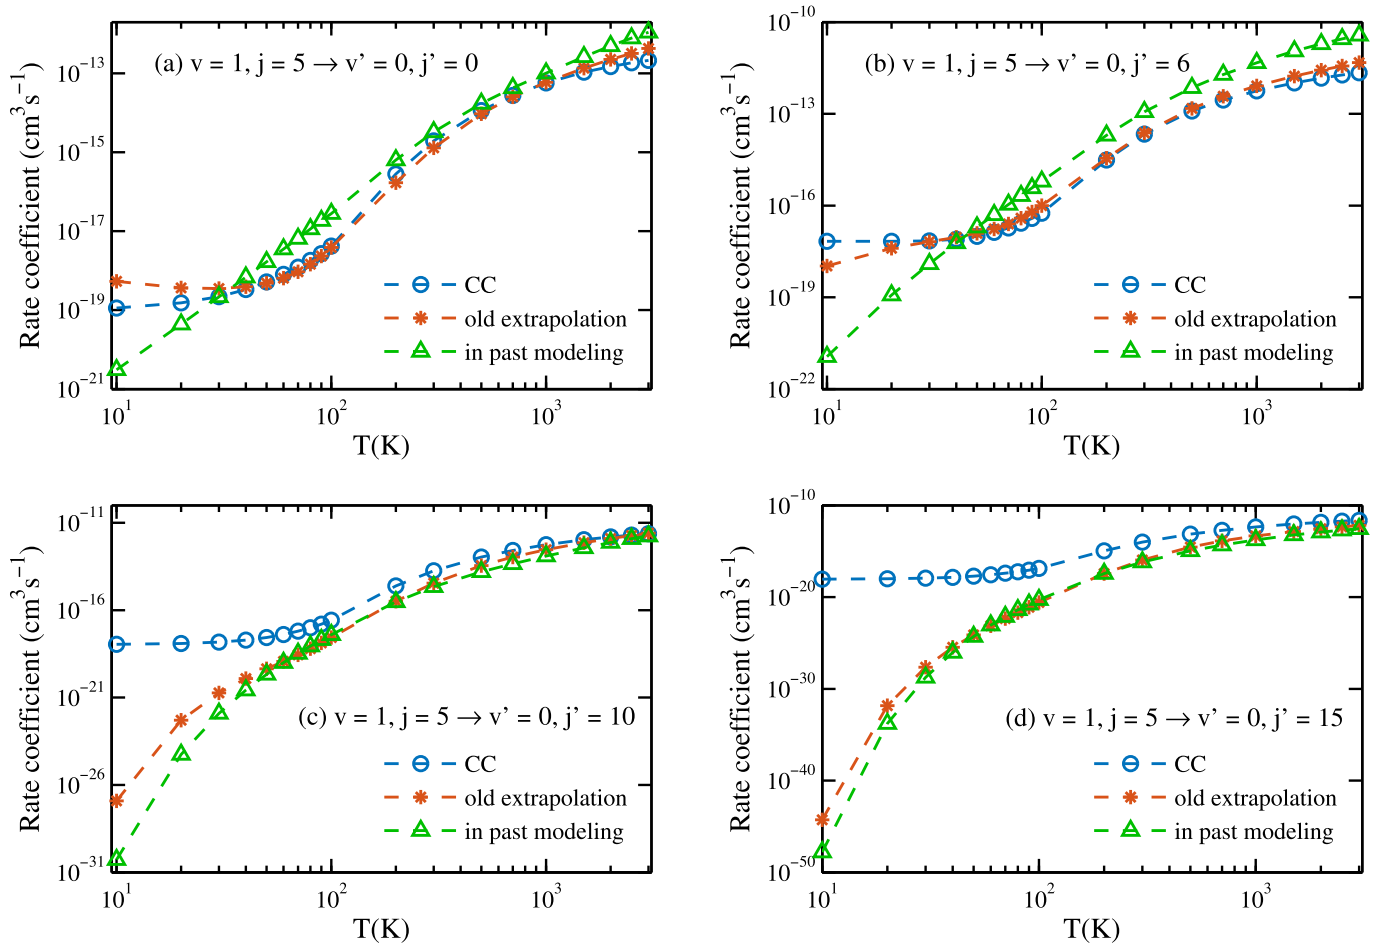 (a) v = 1, j = 5 → v’ = 0, j’ = 0
Rate coefficient (cm³s⁻¹)
10⁻¹³
10⁻¹⁵
10⁻¹⁷
10⁻¹⁹
10⁻²¹
CC
old extrapolation
in past modeling
10¹ 10² 10³
T(K)
(b) v = 1, j = 5 → v’ = 0, j’ = 6
Rate coefficient (cm³s⁻¹)
10⁻¹⁰
10⁻¹³
10⁻¹⁶
10⁻¹⁹
10⁻²²
CC
old extrapolation
in past modeling
10¹ 10² 10³
T(K)
Rate coefficient (cm³s⁻¹)
10⁻¹¹
10⁻¹⁶
10⁻²¹
10⁻²⁶
10⁻³¹
(c) v = 1, j = 5 → v’ = 0, j’ = 10
CC
old extrapolation
in past modeling
10¹ 10² 10³
T(K)
Rate coefficient (cm³s⁻¹)
10⁻¹⁰
10⁻²⁰
10⁻³⁰
10⁻⁴⁰
10⁻⁵⁰
(d) v = 1, j = 5 → v’ = 0, j’ = 15
CC
old extrapolation
in past modeling
10¹ 10² 10³
T(K)